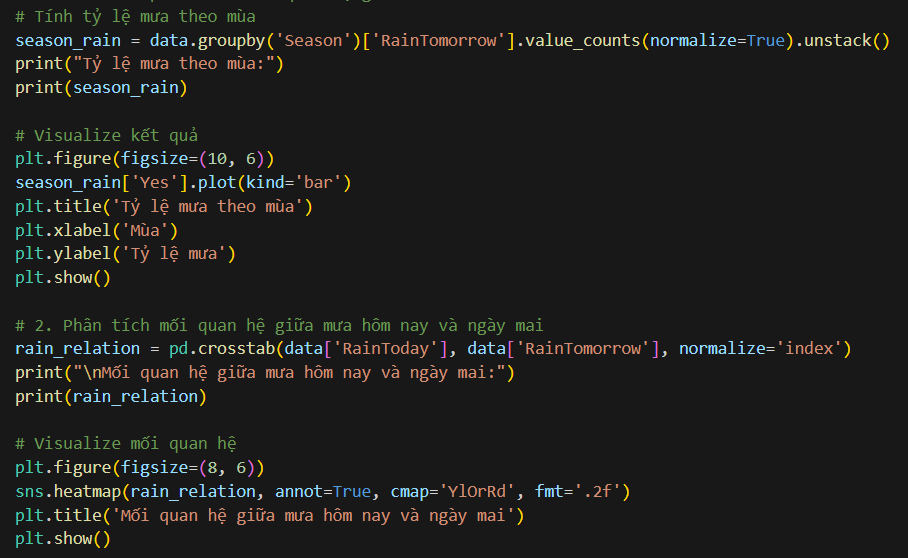 # Tính tỷ lệ mưa theo mùa
season_rain = data.groupby('Season')['RainTomorrow'].value_counts(normalize=True).unstack()
print("Tỷ lệ mưa theo mùa:")
print(season_rain)
# Visualize kết quả
plt.figure(figsize=(10, 6))
season_rain['Yes'].plot(kind='bar')
plt.title('Tỷ lệ mưa theo mùa')
plt.xlabel('Mùa')
plt.ylabel('Tỷ lệ mưa')
plt.show()
# 2. Phân tích mối quan hệ giữa mưa hôm nay và ngày mai
rain_relation = pd.crosstab(data['RainToday'], data['RainTomorrow'], normalize='index')
print("\nMối quan hệ giữa mưa hôm nay và ngày mai:")
print(rain_relation)
# Visualize mối quan hệ
plt.figure(figsize=(8, 6))
sns.heatmap(rain_relation, annot=True, cmap='YlOrRd', fmt='.2f')
plt.title('Mối quan hệ giữa mưa hôm nay và ngày mai')
plt.show()